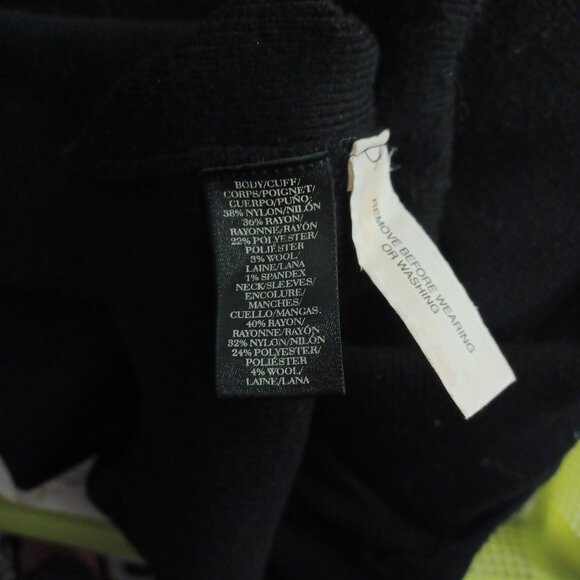 BODY/CUFF/
CORPS/POIGNET/
CUERPO/PUÑO:
38% NYLON/NILÓN
36% RAYON/
RAYONNE/RAYÓN
22% POLYESTER/
POLIÉSTER
3% WOOL
LAINE/LANA
1% SPANDEX
NECK/SLEEVES/
ENCOLURE/
MANCHES/
CUELLO/MANGAS.
40% RAYON/
RAYONNE/RAYÓN
32% NYLON/NILÓN
24% POLYESTER/
POLIÉSTER
4% WOOL/
LAINE/LANA
REMOVE BEFORE WEARING
OR WASHING